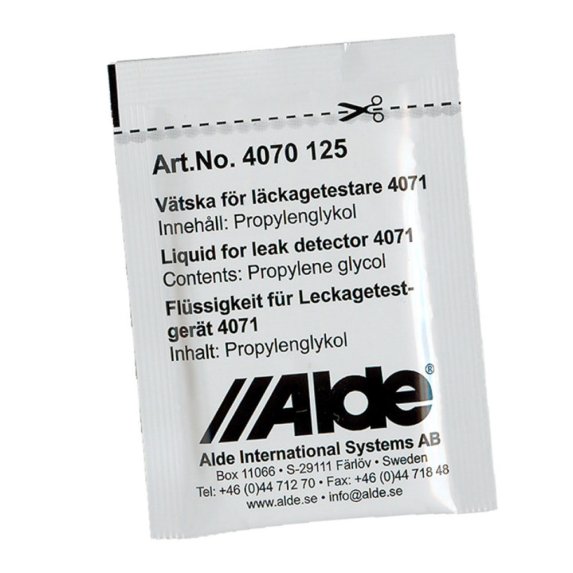 Art.No. 4070 125
Vätska för läckagetestare 4071
Innehåll: Propylenglykol
Liquid for leak detector 4071
Contents: Propylene glycol
Flüssigkeit für Leckagetest-
gerät 4071
Inhalt: Propylenglykol
Alde®
Alde International Systems AB
Box 11066 • S-29111 Färlöv • Sweden
Tel: +46 (0)44 712 70 • Fax: +46 (0)44 718 48
www.alde.se • info@alde.se